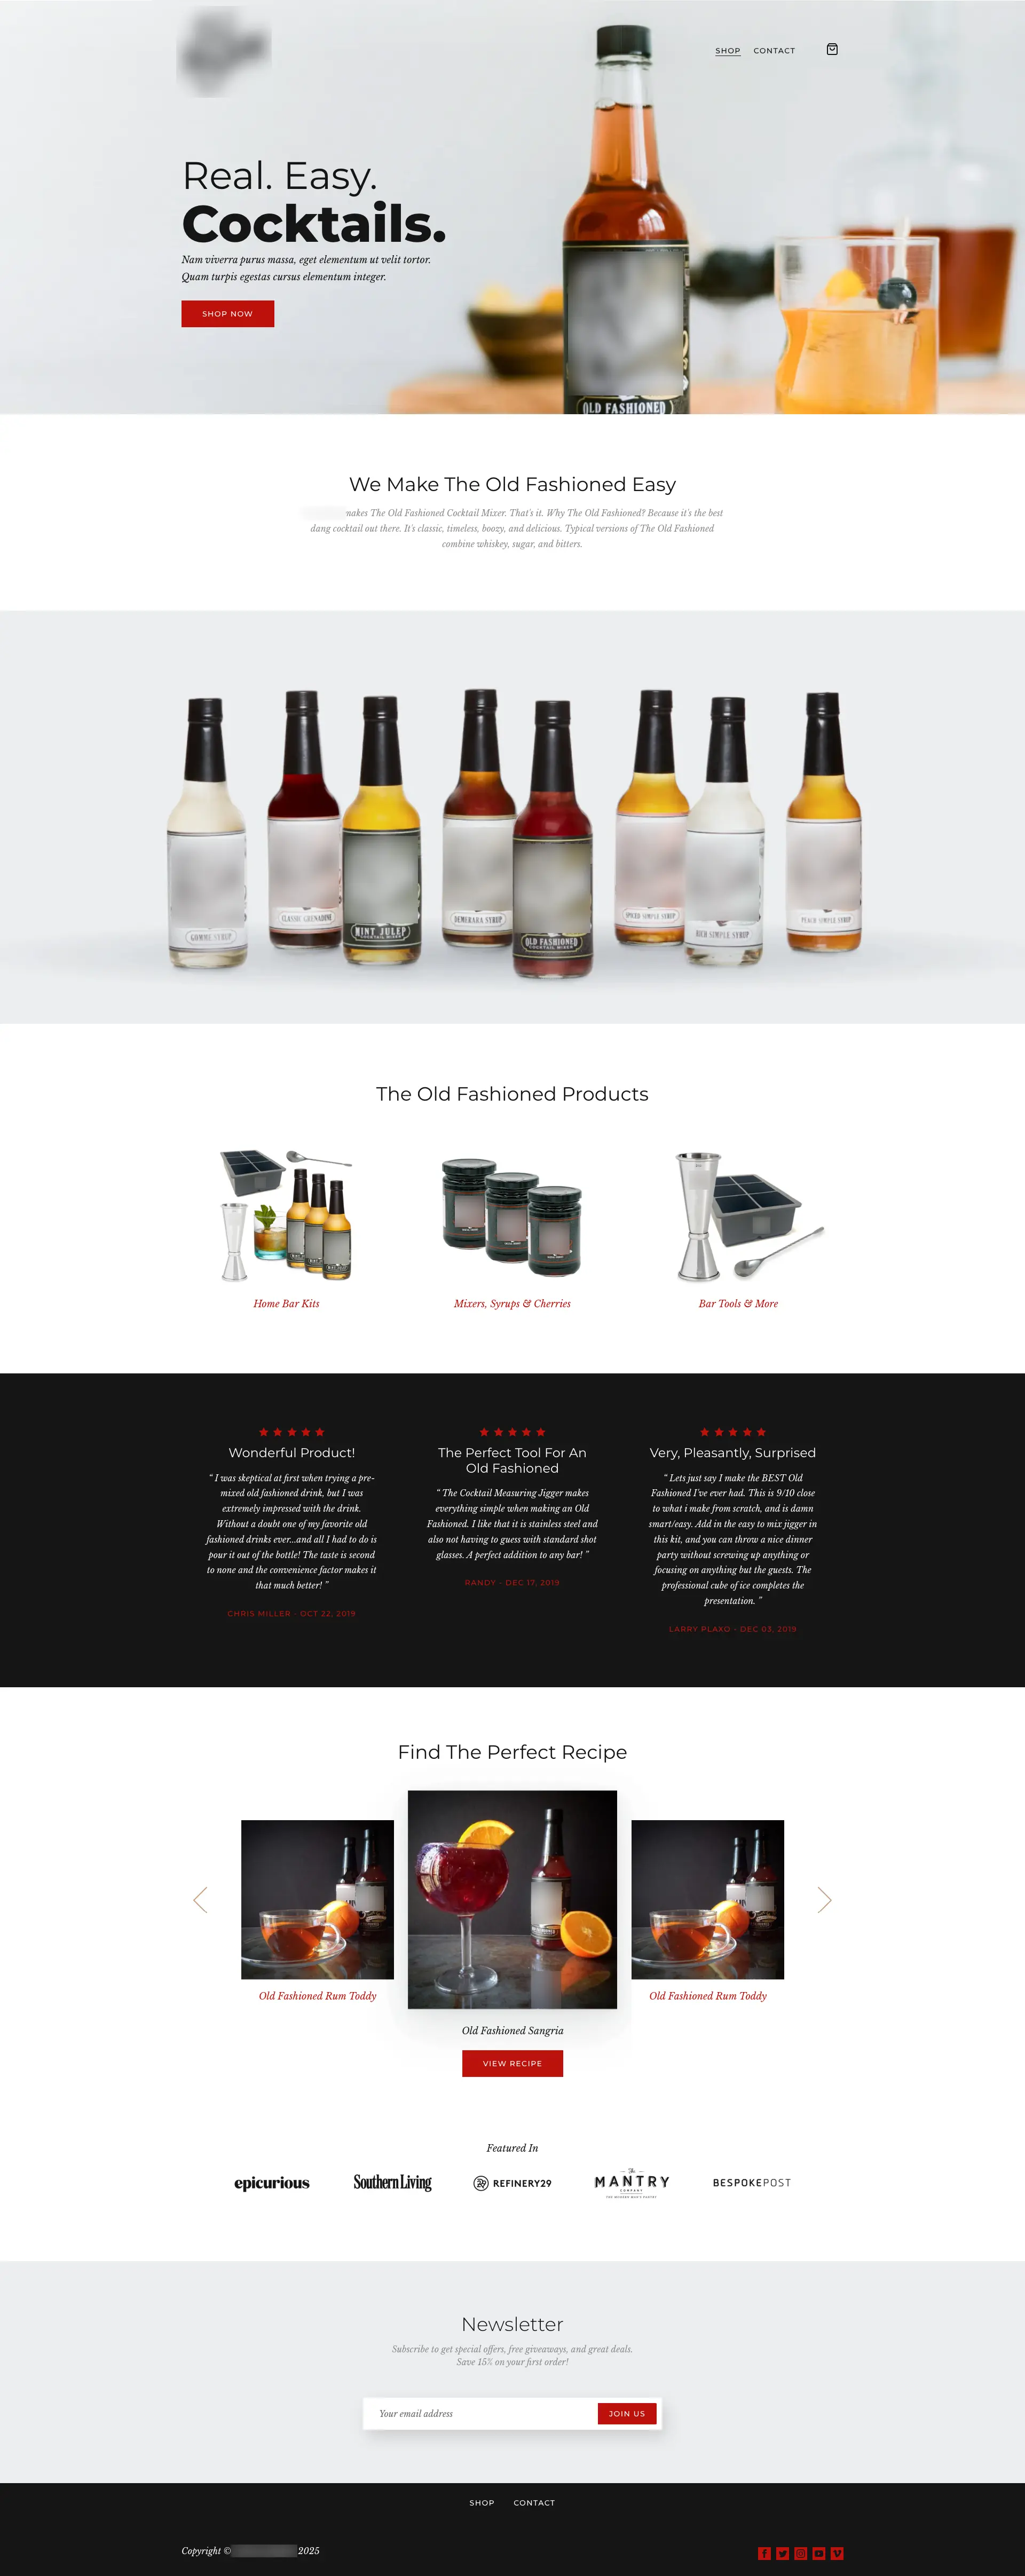 SHOP CONTACT
Real. Easy.
Cocktails.
Nam viverra purus massa, eget elementum ut velit tortor.
Quam turpis egestas cursus elementum integer.
SHOP NOW
OLD FASHIONED
We Make The Old Fashioned Easy
makes The Old Fashioned Cocktail Mixer. That's it. Why The Old Fashioned? Because it's the best
dang cocktail out there. It's classic, timeless, boozy, and delicious. Typical versions of The Old Fashioned
combine whiskey, sugar, and bitters.
GOMME SYRUP
CLASSIC GRENADINE
MINT JULEP
COCKTAIL MIXER
DEMERARA SYRUP
OLD FASHIONED
COCKTAIL MIXER
SPICED SIMPLE SYRUP
RICH SIMPLE SYRUP
PEACH SIMPLE SYRUP
The Old Fashioned Products
Home Bar Kits
Mixers, Syrups & Cherries
Bar Tools & More
Wonderful Product!
“ I was skeptical at first when trying a pre-
mixed old fashioned drink, but I was
extremely impressed with the drink.
Without a doubt one of my favorite old
fashioned drinks ever...and all I had to do is
pour it out of the bottle! The taste is second
to none and the convenience factor makes it
that much better! ”
CHRIS MILLER - OCT 22, 2019
The Perfect Tool For An
Old Fashioned
“ The Cocktail Measuring Jigger makes
everything simple when making an Old
Fashioned. I like that it is stainless steel and
also not having to guess with standard shot
glasses. A perfect addition to any bar! ”
RANDY - DEC 17, 2019
Very, Pleasantly, Surprised
“ Lets just say I make the BEST Old
Fashioned I've ever had. This is 9/10 close
to what i make from scratch, and is damn
smart/easy. Add in the easy to mix jigger in
this kit, and you can throw a nice dinner
party without screwing up anything or
focusing on anything but the guests. The
professional cube of ice completes the
presentation. ”
LARRY PLAXO - DEC 03, 2019
Find The Perfect Recipe
Old Fashioned Rum Toddy
Old Fashioned Sangria
VIEW RECIPE
Old Fashioned Rum Toddy
Featured In
epicurious
Southern Living
REFINERY29
The
MANTRY
COMPANY
THE MODERN MAN'S PANTRY
BESPOKE POST
Newsletter
Subscribe to get special offers, free giveaways, and great deals.
Save 15% on your first order!
Your email address
JOIN US
SHOP CONTACT
Copyright © 2025